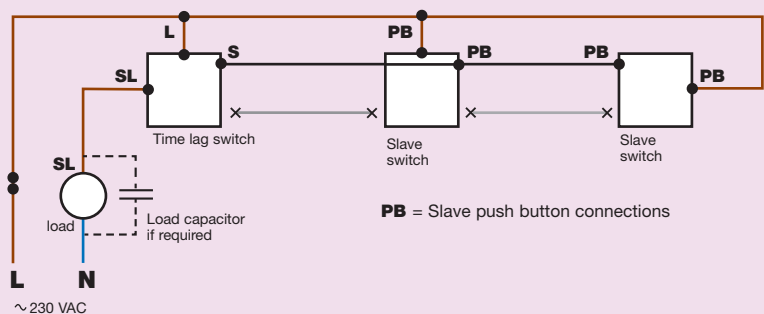 L
PB
S
PB
PB
SL
PB
Time lag switch
Slave
switch
Slave
switch
SL
load
Load capacitor
if required
PB = Slave push button connections
L
N
~ 230 VAC